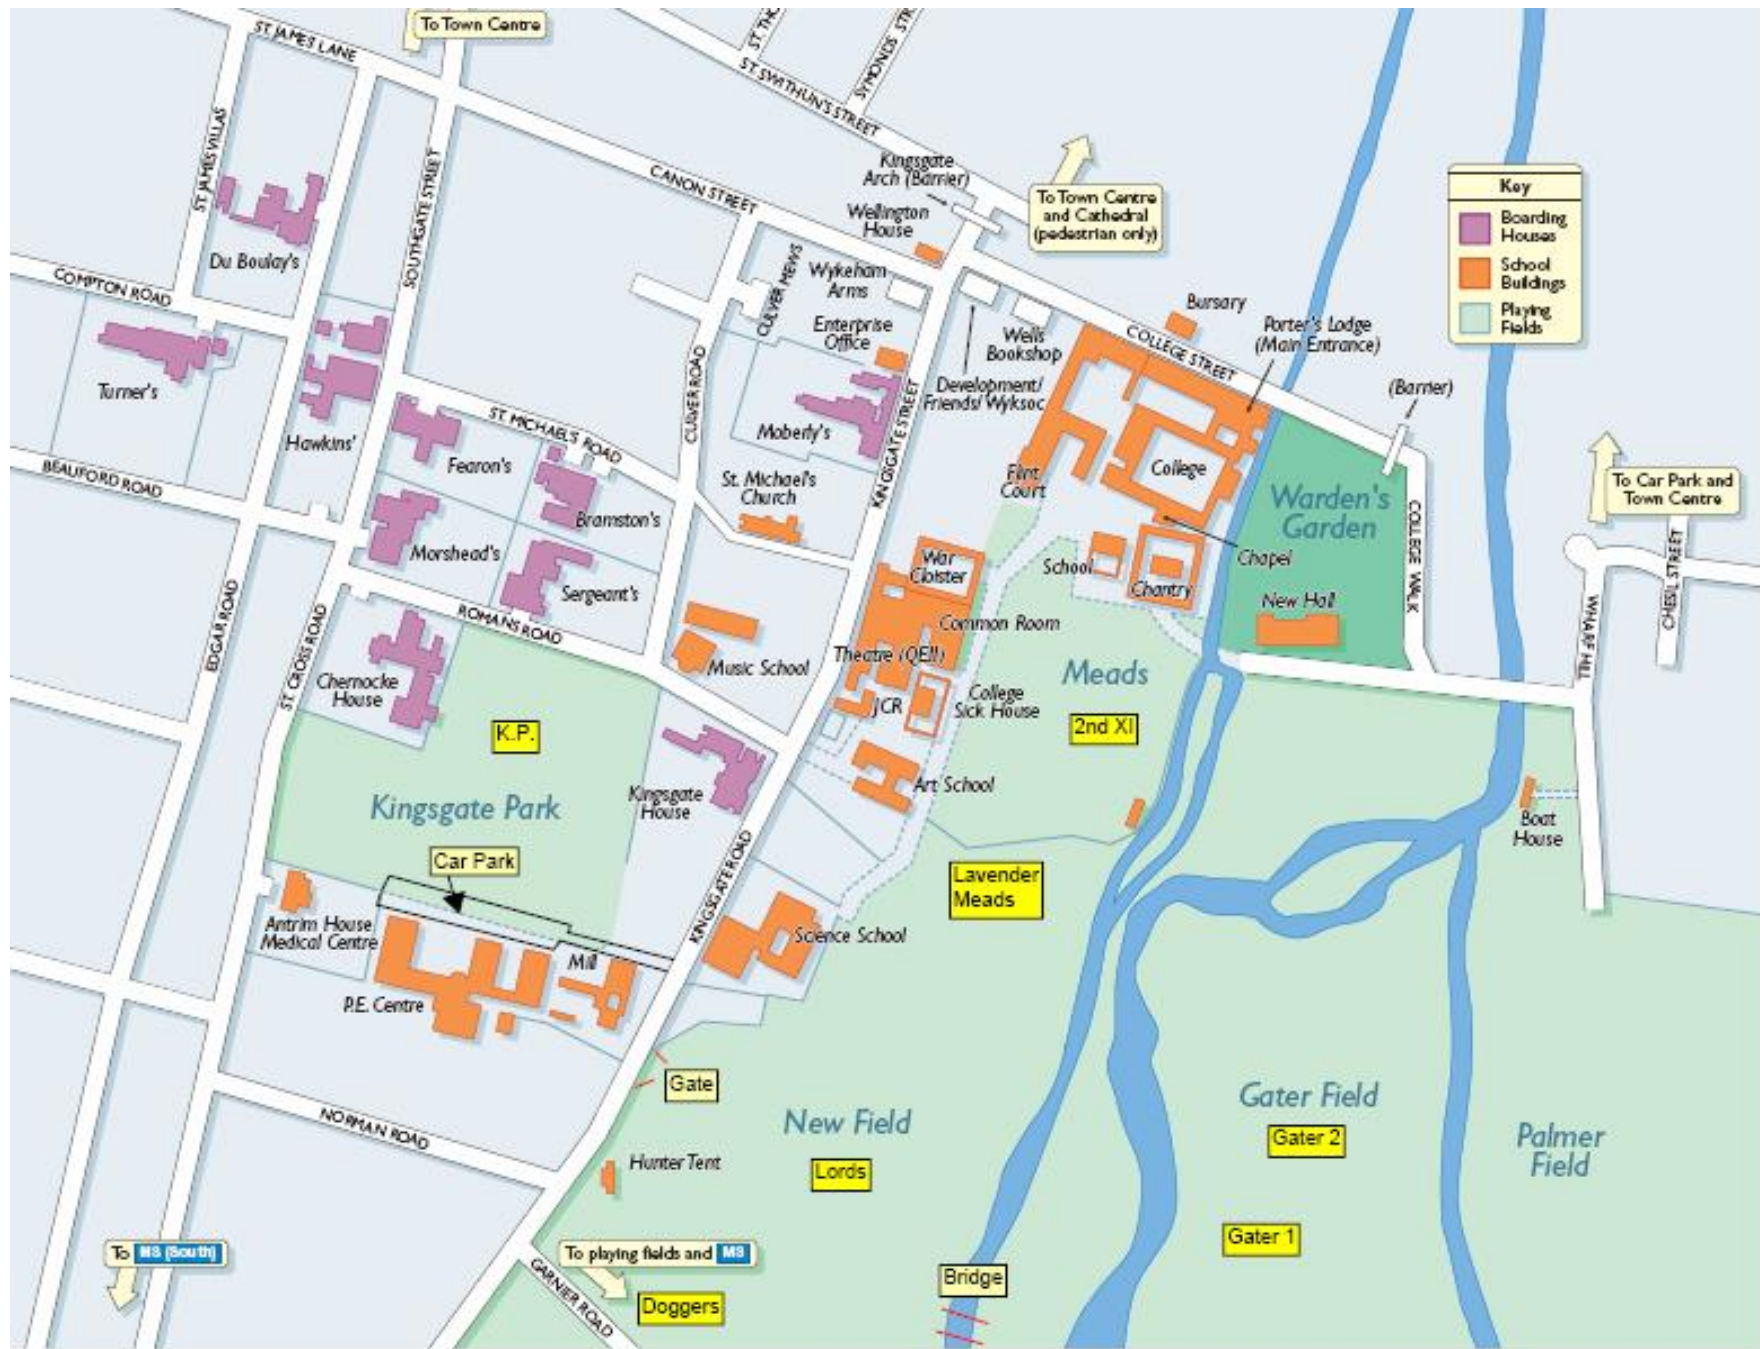 To Town Centre
ST. JAMES LANE
ST. THO
SYMONDS STR
ST. SWITHUN'S STREET
ST. JAMES VILLAS
SOUTHGATE STREET
CANON STREET
Kingsgate
Arch (Barrier)
Wellington
House
To Town Centre
and Cathedral
(pedestrian only)
Key
Boarding
Houses
School
Buildings
Playing
Fields
Du Boulay's
COMPTON ROAD
CULVER MEWS
Wykeham
Arms
Enterprise
Office
Wells
Bookshop
Development/
Friends/Wyksoc
Bursary
COLLEGE STREET
Porter's Lodge
(Main Entrance)
(Barrier)
Turner's
Hawkins'
ST. MICHAEL'S ROAD
CULVER ROAD
Moberly's
KINGSGATE STREET
Fearon's
BEAUFORD ROAD
St. Michael's
Church
Flint
Court
College
Warden's
Garden
COLLEGE WALK
To Car Park and
Town Centre
CHESIL STREET
WHARF HILL
Bramston's
Morshead's
Sergeant's
War
Cloister
School
Chapel
Chantry
New Hall
EDGAR ROAD
ST. CROSS ROAD
ROMANS ROAD
Common Room
Theatre (QEII)
Music School
Chernocke
House
JCR
College
Sick House
Meads
2nd XI
K.P.
Kingsgate
House
Art School
Kingsgate Park
Boat
House
Car Park
KINGSGATE ROAD
Lavender
Meads
Antrim House
Medical Centre
Science School
Mill
P.E. Centre
Gate
New Field
Lords
Gater Field
Gater 2
Palmer
Field
NORMAN ROAD
Hunter Tent
Gater 1
To MS (South)
To playing fields and MS
GARNIER ROAD
Doggers
Bridge